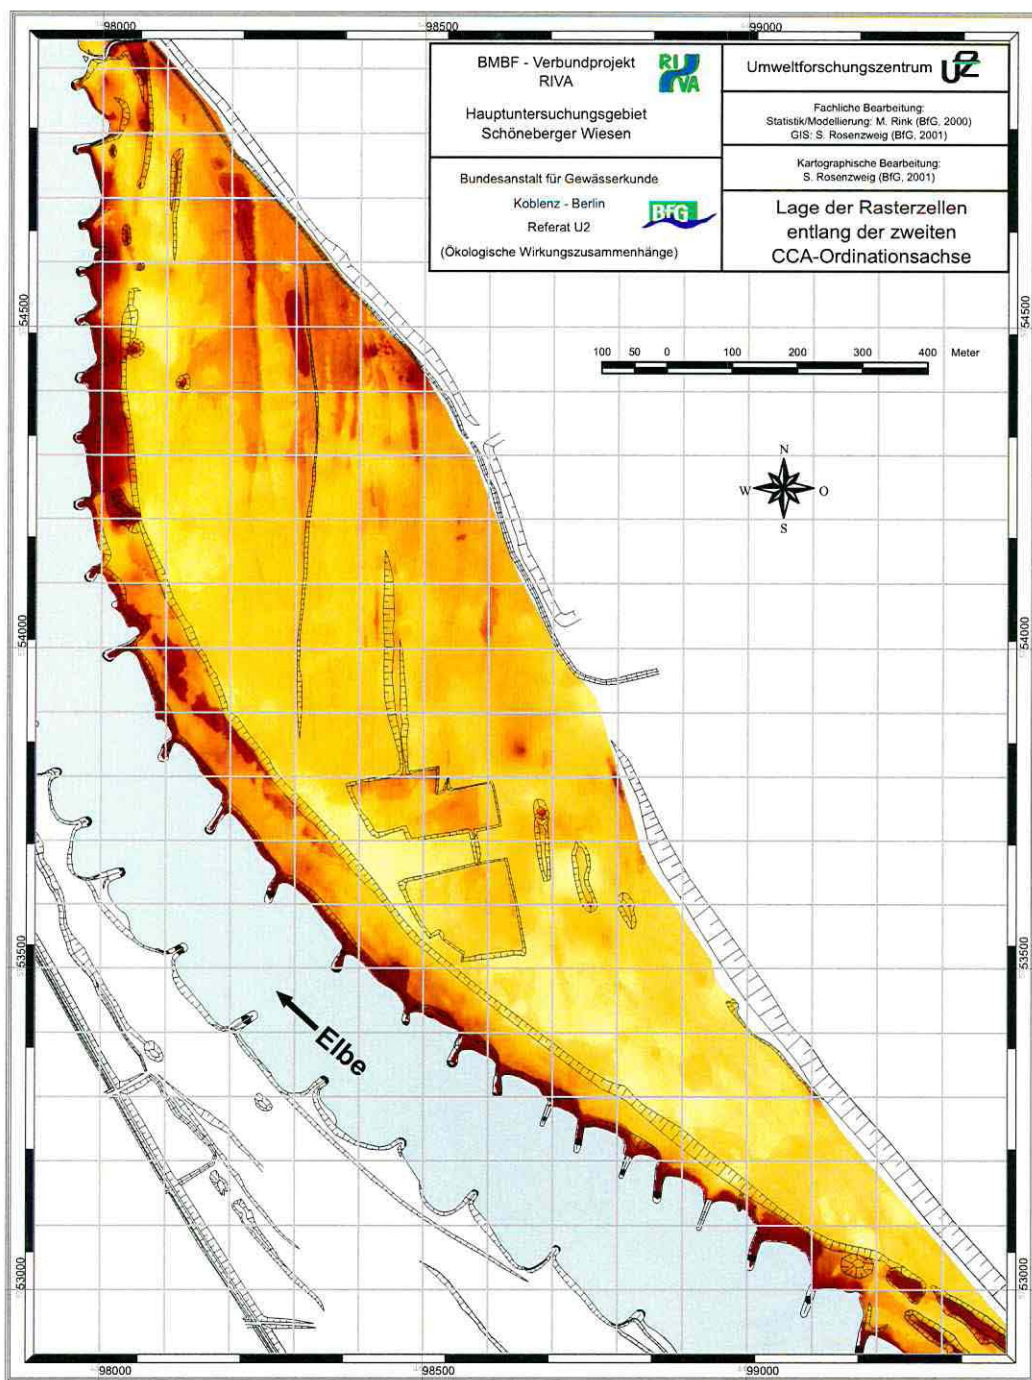 98000
98500
99000
BMBF - Verbundprojekt
RIVA
RIVA
Hauptuntersuchungsgebiet
Schöneberger Wiesen
Bundesanstalt für Gewässerkunde
Koblenz - Berlin
Referat U2
BfG
(Ökologische Wirkungszusammenhänge)
Umweltforschungszentrum
UFZ
Fachliche Bearbeitung:
Statistik/Modellierung: M. Rink (BfG, 2000)
GIS: S. Rosenzweig (BfG, 2001)
Kartographische Bearbeitung:
S. Rosenzweig (BfG, 2001)
Lage der Rasterzellen
entlang der zweiten
CCA-Ordinationsachse
54500
54500
100 50 0 100 200 300 400 Meter
N
W O
S
54000
54000
53500
53500
Elbe
53000
53000
98000
98500
99000